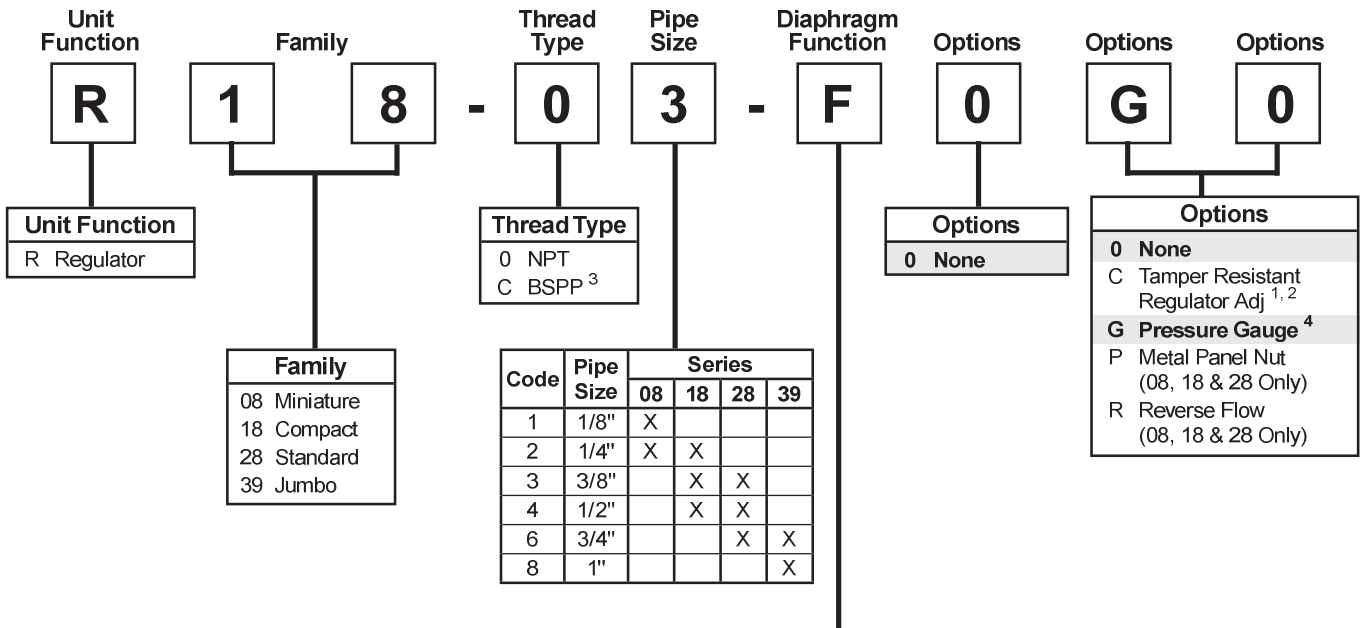 Unit Function
Family
Thread Type
Pipe Size
Diaphragm Function
Options
Options
Options
R 1 8 - 0 3 - F 0 G 0
Unit Function
R Regulator
Family
08 Miniature
18 Compact
28 Standard
39 Jumbo
Thread Type
0 NPT
C BSPP 3
Code Pipe Size Series
08 18 28 39
1 1/8" X
2 1/4" X X
3 3/8" X X
4 1/2" X X
6 3/4" X X
8 1" X
Options
0 None
Options
0 None
C Tamper Resistant
Regulator Adj 1, 2
G Pressure Gauge 4
P Metal Panel Nut
(08, 18 & 28 Only)
R Reverse Flow
(08, 18 & 28 Only)